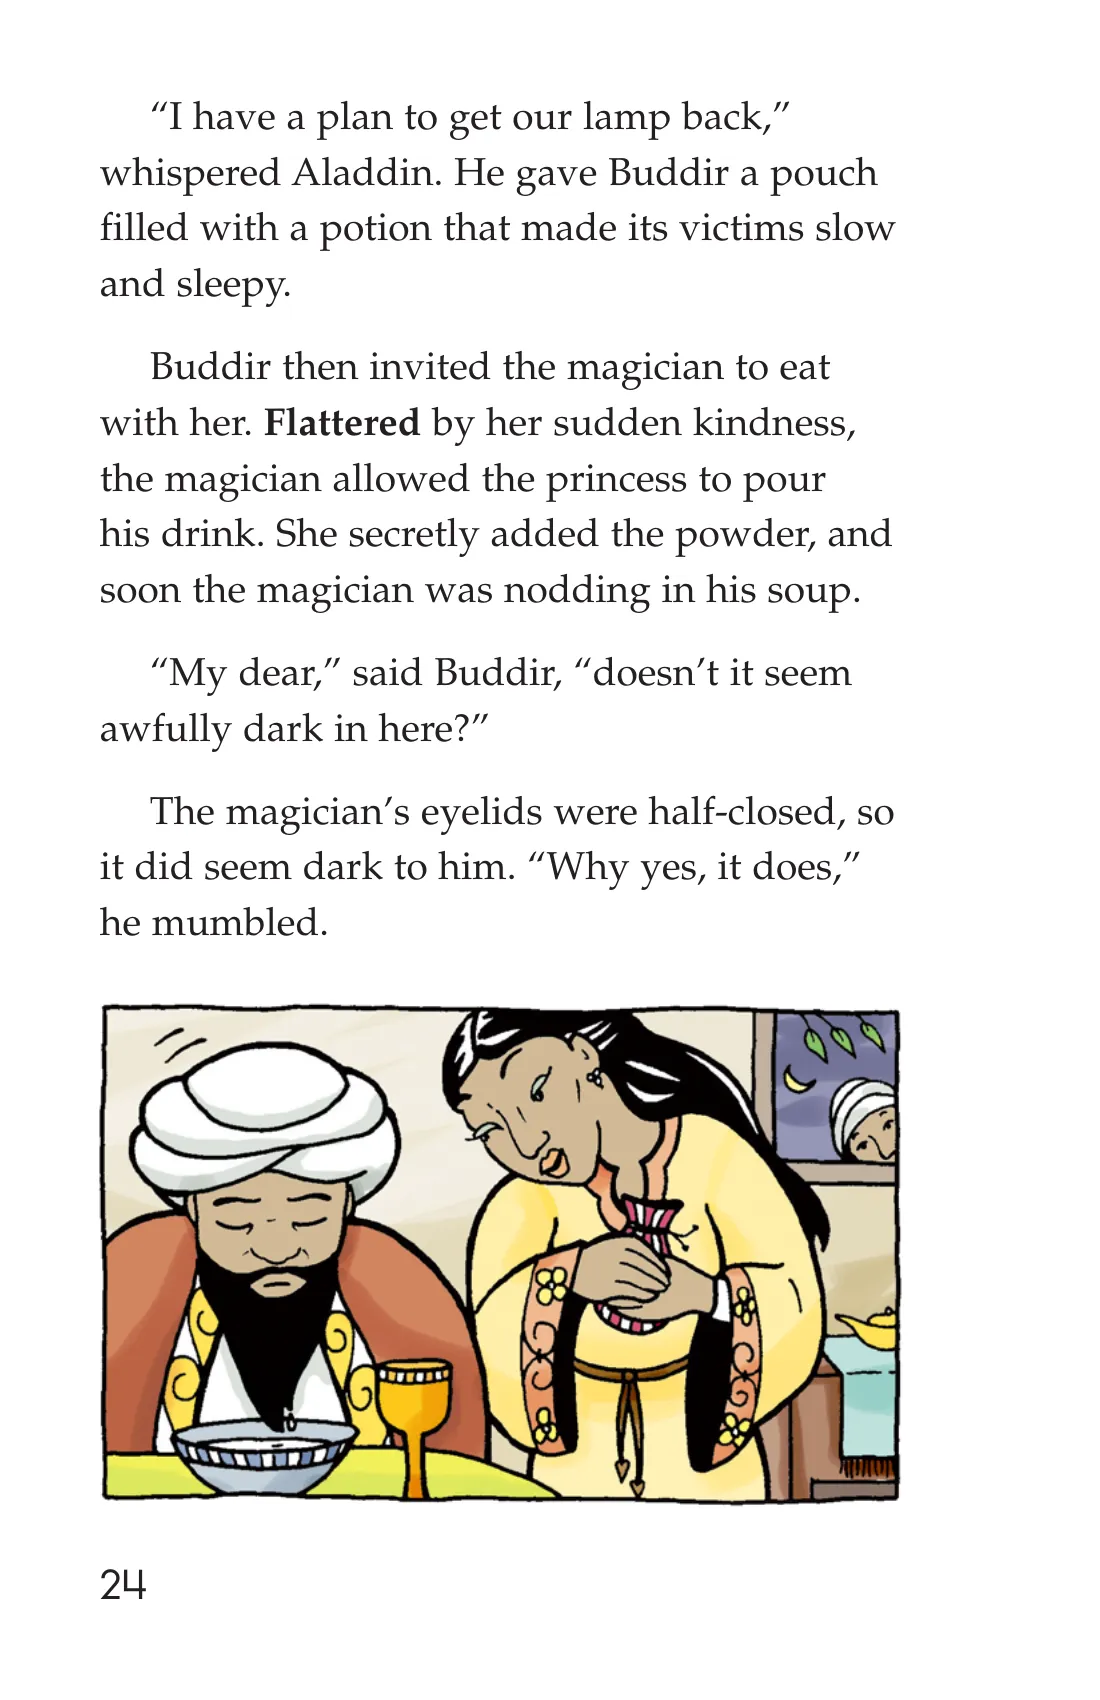 “I have a plan to get our lamp back,”
whispered Aladdin. He gave Buddir a pouch
filled with a potion that made its victims slow
and sleepy.
Buddir then invited the magician to eat
with her. Flattered by her sudden kindness,
the magician allowed the princess to pour
his drink. She secretly added the powder, and
soon the magician was nodding in his soup.
“My dear,” said Buddir, “doesn’t it seem
awfully dark in here?”
The magician’s eyelids were half-closed, so
it did seem dark to him. “Why yes, it does,”
he mumbled.
24